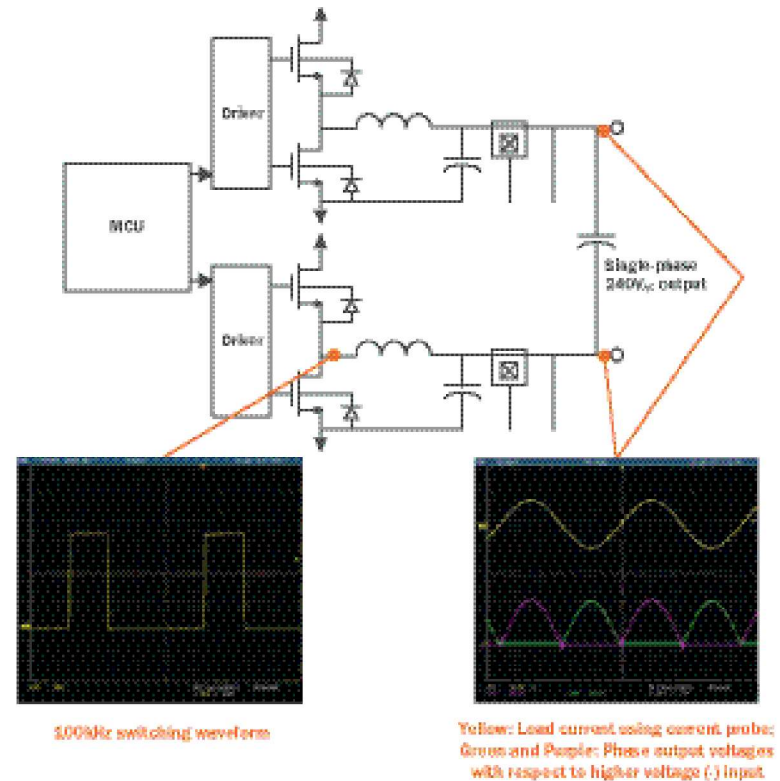 Driver
MCU
Single-phase
240V output
Driver
100kHz switching waveform
Yellow: Load current using current probe;
Green and Purple: Phase output voltages
with respect to higher voltage (-) input